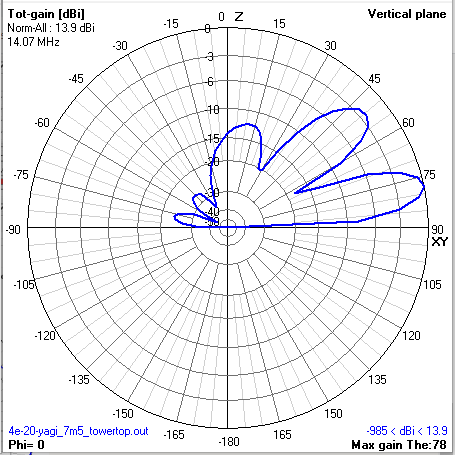 Tot-gain [dBi]
Vertical plane
Norm-All : 13.9 dBi
14.07 MHz
0 Z
-15 15
-30 30
-45 45
-60 60
-75 75
-90 90
XY
-105 105
-120 120
-135 135
-150 150
-165 165
-180
0
-3
-6
-10
-15
-20
-30
-40
4e-20-yagi_7m5_towertop.out
-985 < dBi < 13.9
Phi= 0
Max gain The:78